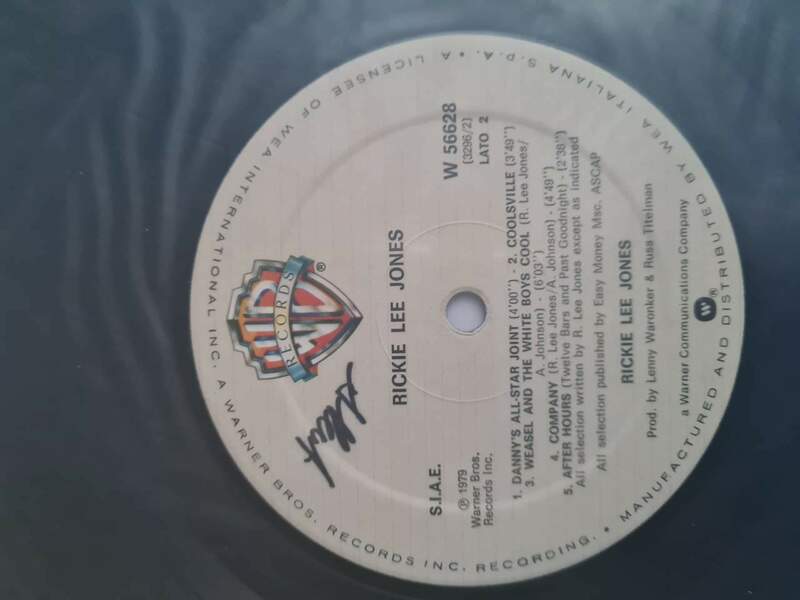 WB
RECORDS
®
S.I.A.E.
℗ 1979
Warner Bros.
Records Inc.
RICKIE LEE JONES
W 56628
(3296/2)
LATO 2
1. DANNY'S ALL-STAR JOINT (4'00") - 2. COOLSVILLE (3'49")
3. WEASEL AND THE WHITE BOYS COOL (R. Lee Jones/
A. Johnson) - (6'03")
4. COMPANY (R. Lee Jones/A. Johnson) - (4'49")
5. AFTER HOURS (Twelve Bars and Past Goodnight) - (2'38")
All selection written by R. Lee Jones except as indicated
All selection published by Easy Money Msc. ASCAP
RICKIE LEE JONES
Prod. by Lenny Waronker & Russ Titelman
a Warner Communications Company
®
MANUFACTURED AND DISTRIBUTED BY WEA ITALIANA S.P.A. • A LICENSEE OF WEA INTERNATIONAL INC. A WARNER BROS. RECORDS INC. RECORDING. •